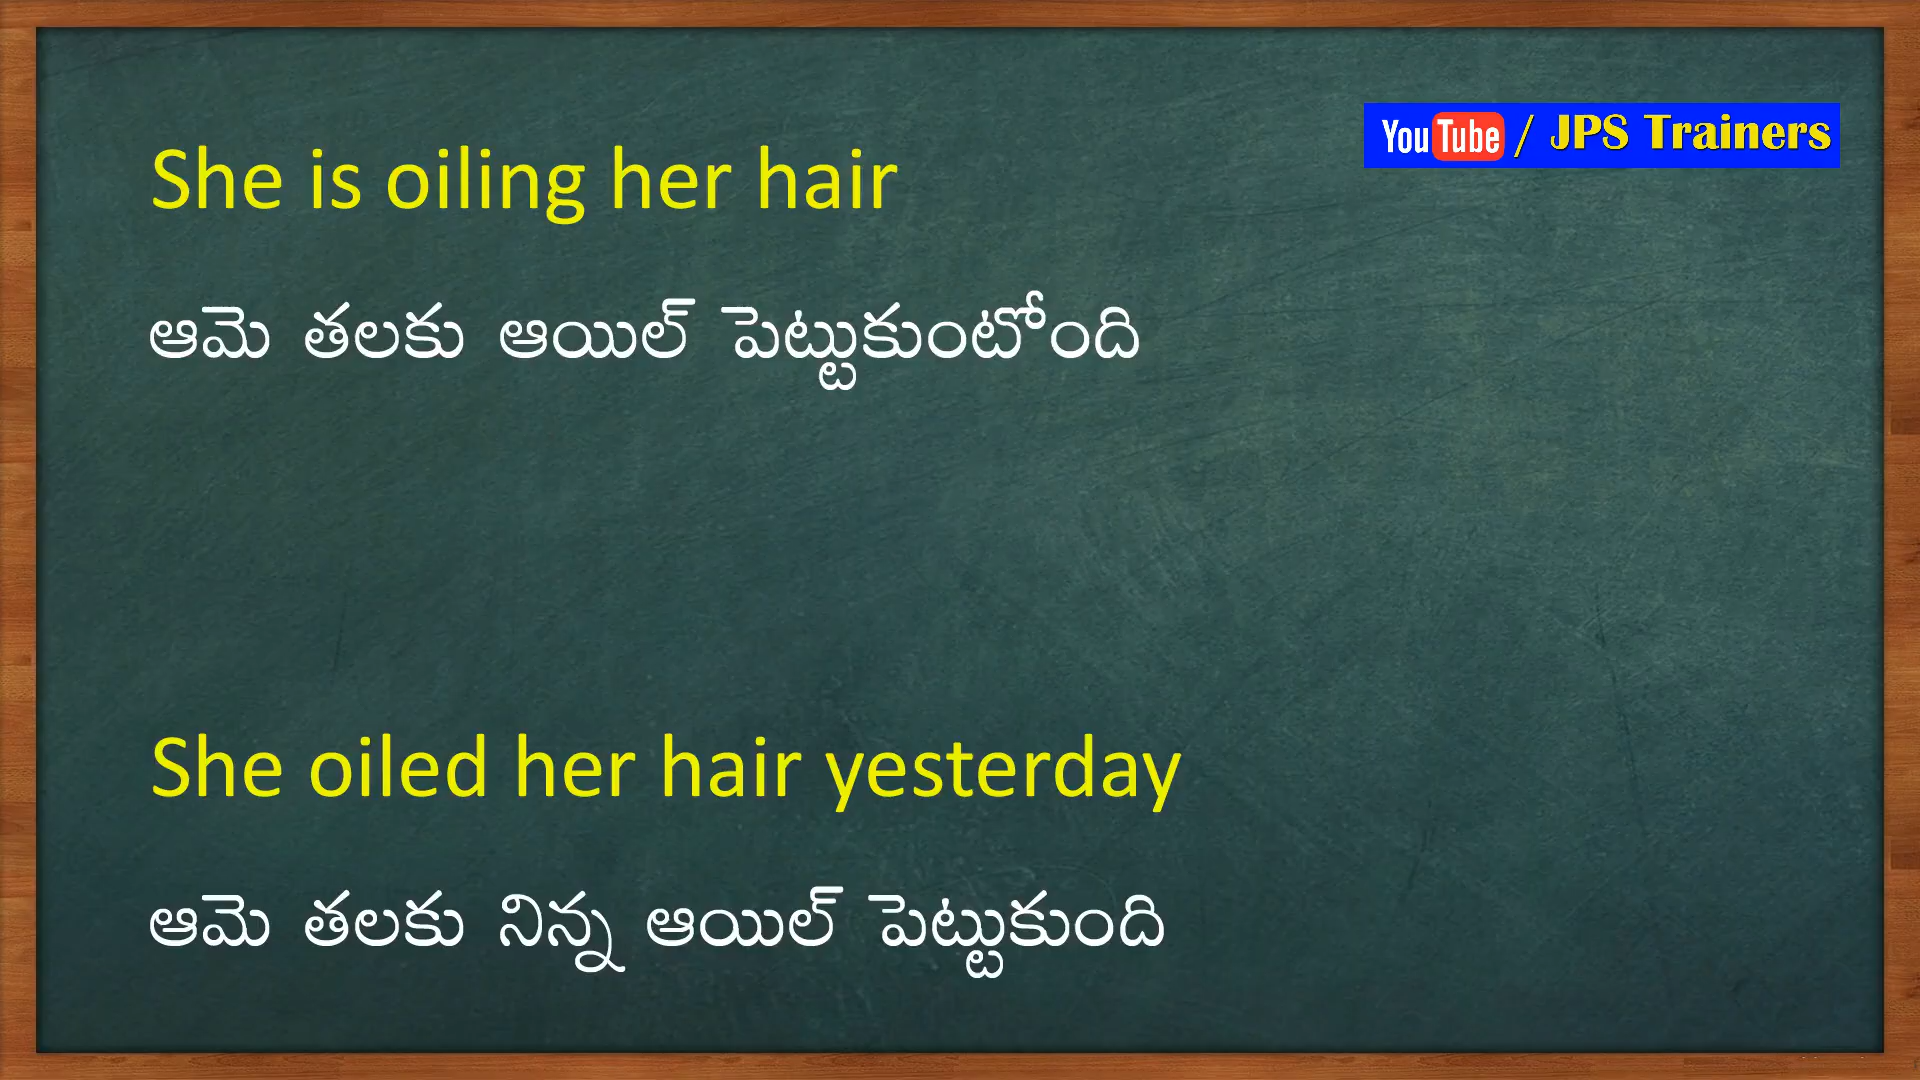 YouTube / JPS Trainers
She is oiling her hair
ఆమె తలకు ఆయిల్ పెట్టుకుంటోంది
She oiled her hair yesterday
ఆమె తలకు నిన్న ఆయిల్ పెట్టుకుంది